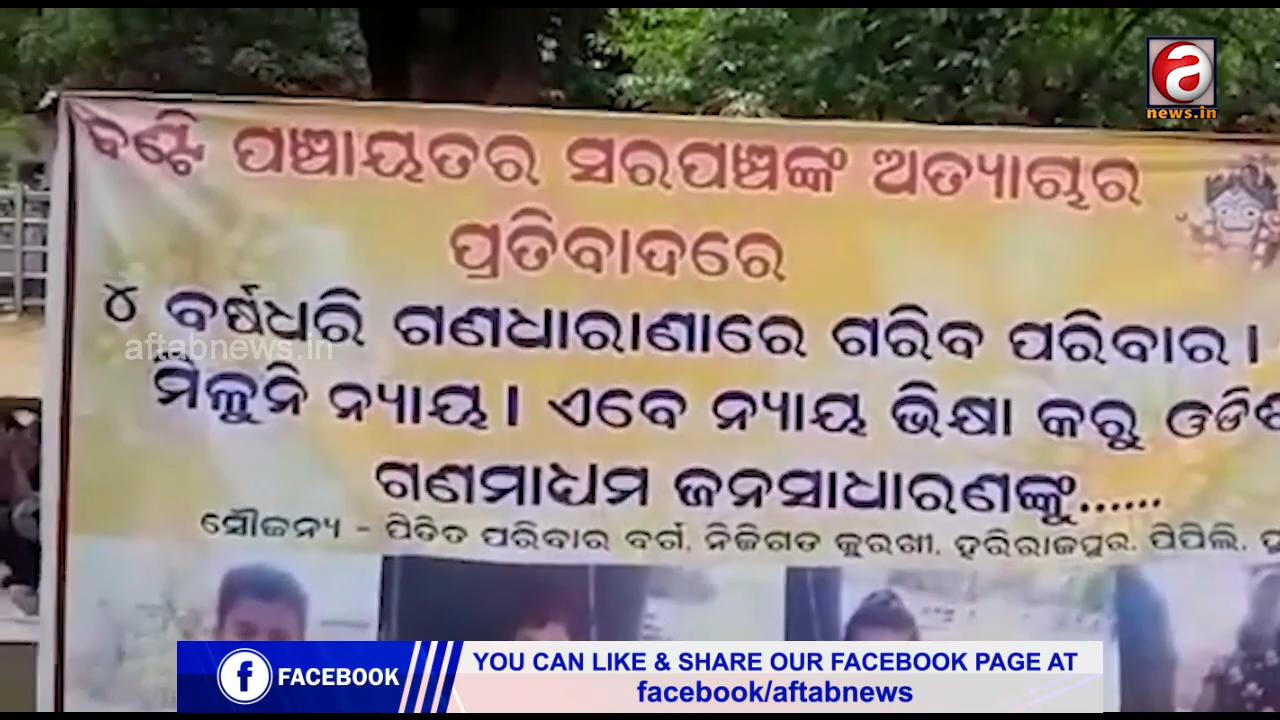 news.in
ବଣ୍ଟି ପଞ୍ଚାୟତର ସରପଞ୍ଚଙ୍କ ଅତ୍ୟାଚାର
ପ୍ରତିବାଦରେ
୪ ବର୍ଷଧରି ଗଣଧାରାଣାରେ ଗରିବ ପରିବାର ।
aftabnews.in
ମିଳୁନି ନ୍ୟାୟ । ଏବେ ନ୍ୟାୟ ଭିକ୍ଷା କରୁ
ଗଣମାଧ୍ୟମ ଜନସାଧାରଣଙ୍କୁ......
ସୌଜନ୍ୟ - ପିଡିତ ପରିବାର ବର୍ଗ, ନିଜିଗଡ କୁରଖୀ, ହରିରାଜପୁର, ପିପିଲି,
FACEBOOK
YOU CAN LIKE & SHARE OUR FACEBOOK PAGE AT
facebook/aftabnews